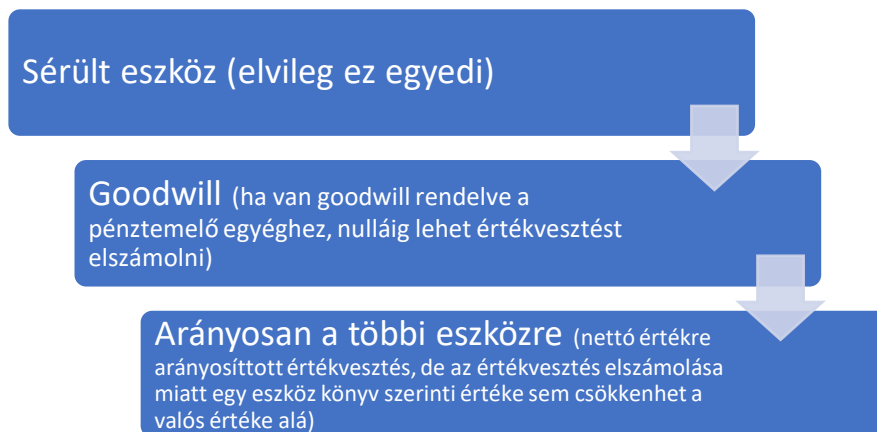 Sérült eszköz (elvileg ez egyedi)
Goodwill (ha van goodwill rendelve a
pénztemelő egyéghez, nulláig lehet értékvesztést
elszámolni)
Arányosan a többi eszközre (nettó értékre
arányosíttott értékvesztés, de az értékvesztés elszámolása
miatt egy eszköz könyv szerinti értéke sem csökkenhet a
valós értéke alá)